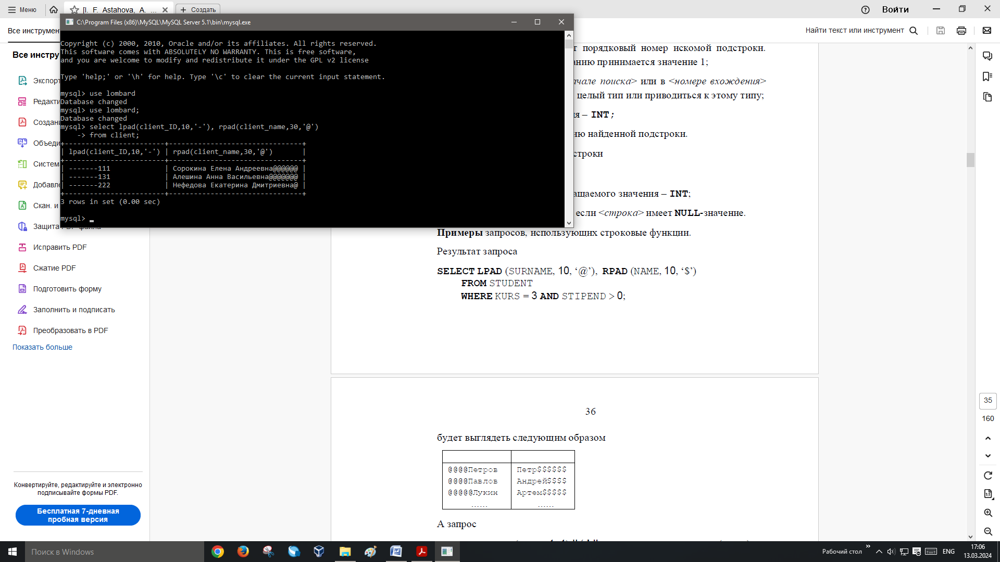 Меню
[I. F. Astahova, A. ...
Создать
Войти
C:\Program Files (x86)\MySQL\MySQL Server 5.1\bin\mysql.exe
Все инструмен
Найти текст или инструмент
Copyright (c) 2000, 2010, Oracle and/or its affiliates. All rights reserved.
This software comes with ABSOLUTELY NO WARRANTY. This is free software,
and you are welcome to modify and redistribute it under the GPL v2 license
Type 'help;' or '\h' for help. Type '\c' to clear the current input statement.
mysql> use lombard
Database changed
mysql> use lombard;
Database changed
mysql> select lpad(client_ID,10,'-'), rpad(client_name,30,'@')
    -> from client;
+------------------------+--------------------------------+
| lpad(client_ID,10,'-') | rpad(client_name,30,'@')       |
+------------------------+--------------------------------+
| -------111             | Сорокина Елена Андреевна@@@@@@ |
| -------131             | Алешина Анна Васильевна@@@@@@@ |
| -------222             | Нефедова Екатерина Дмитриевна@ |
+------------------------+--------------------------------+
3 rows in set (0.00 sec)
mysql>
Все инстру
Экспорт
Редакти
Создани
Объеди
Систем
Добавле
Скан. и
Защита PDF-файла
Исправить PDF
Сжатие PDF
Подготовить форму
Заполнить и подписать
Преобразовать в PDF
Показать больше
Конвертируйте, редактируйте и электронно
подписывайте формы PDF.
Бесплатная 7-дневная
пробная версия
т порядковый номер искомой подстроки.
анию принимается значение 1;
ачале поиска> или в <номере вхождения>
целый тип или приводиться к этому типу;
ия – INT;
ию найденной подстроки.
строки
ащаемого значения – INT;
если <строка> имеет NULL-значение.
Примеры запросов, использующих строковые функции.
Результат запроса
SELECT LPAD (SURNAME, 10, ‘@’), RPAD (NAME, 10, ‘$’)
FROM STUDENT
WHERE KURS = 3 AND STIPEND > 0;
36
будет выглядеть следующим образом
@@@@Петров Петр$$$$$$
@@@@Павлов Андрей$$$$
@@@@@Лукин Артем$$$$$
...... ......
А запрос
35
160
Поиск в Windows
Рабочий стол
ENG
17:06
13.03.2024